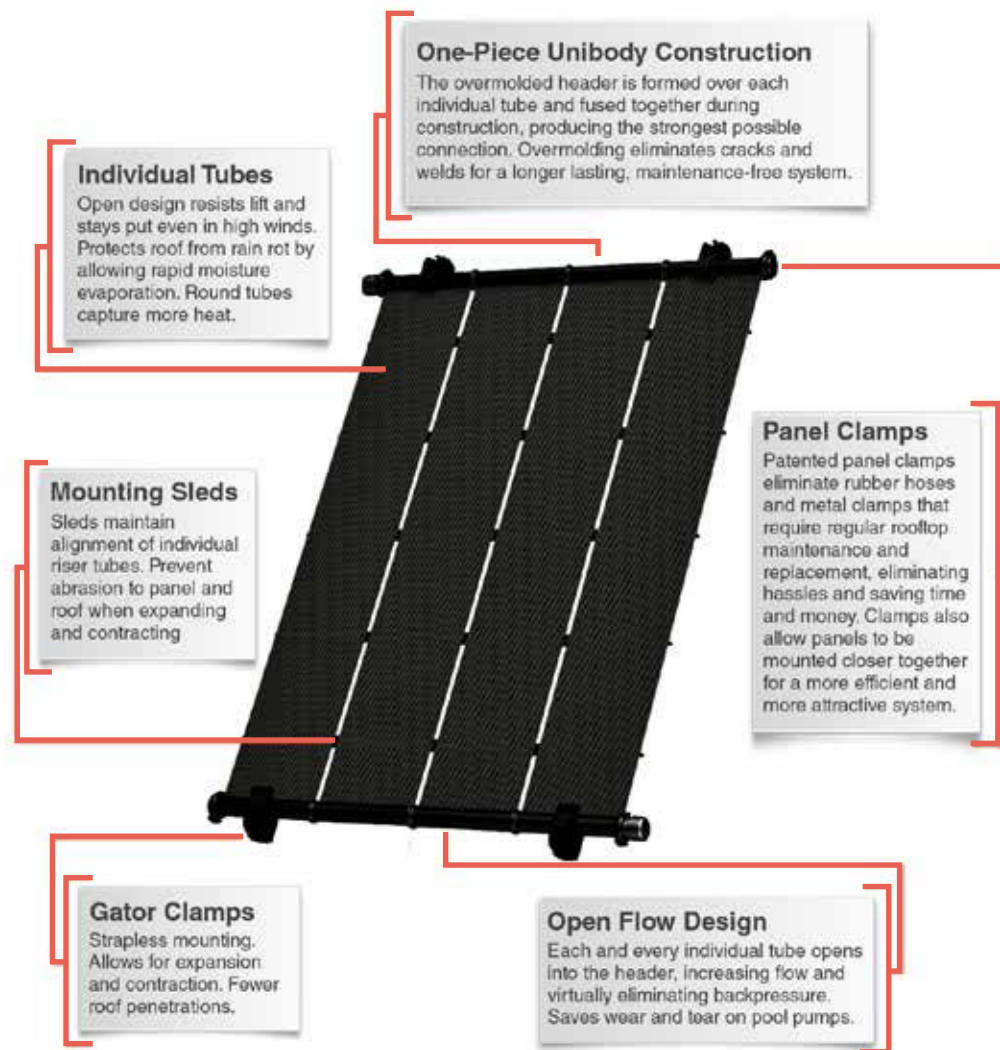 One-Piece Unibody Construction
The overmolded header is formed over each
individual tube and fused together during
construction, producing the strongest possible
connection. Overmolding eliminates cracks and
welds for a longer lasting, maintenance-free system.
Individual Tubes
Open design resists lift and
stays put even in high winds.
Protects roof from rain rot by
allowing rapid moisture
evaporation. Round tubes
capture more heat.
Panel Clamps
Patented panel clamps
eliminate rubber hoses
and metal clamps that
require regular rooftop
maintenance and
replacement, eliminating
hassles and saving time
and money. Clamps also
allow panels to be
mounted closer together
for a more efficient and
more attractive system.
Mounting Sleds
Sleds maintain
alignment of individual
riser tubes. Prevent
abrasion to panel and
roof when expanding
and contracting
Gator Clamps
Strapless mounting.
Allows for expansion
and contraction. Fewer
roof penetrations.
Open Flow Design
Each and every individual tube opens
into the header, increasing flow and
virtually eliminating backpressure.
Saves wear and tear on pool pumps.